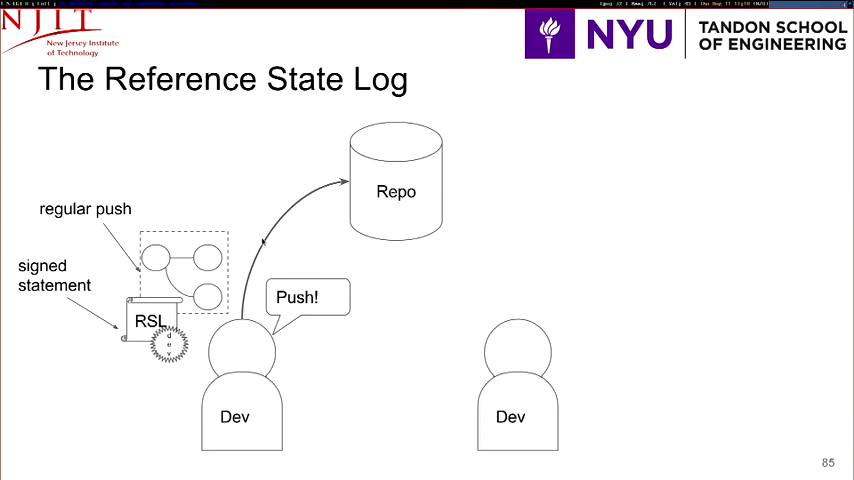 NJIT
New Jersey Institute
of Technology
NYU
TANDON SCHOOL
OF ENGINEERING
The Reference State Log
Repo
regular push
signed
statement
Push!
RSL
dev
Dev
Dev
85